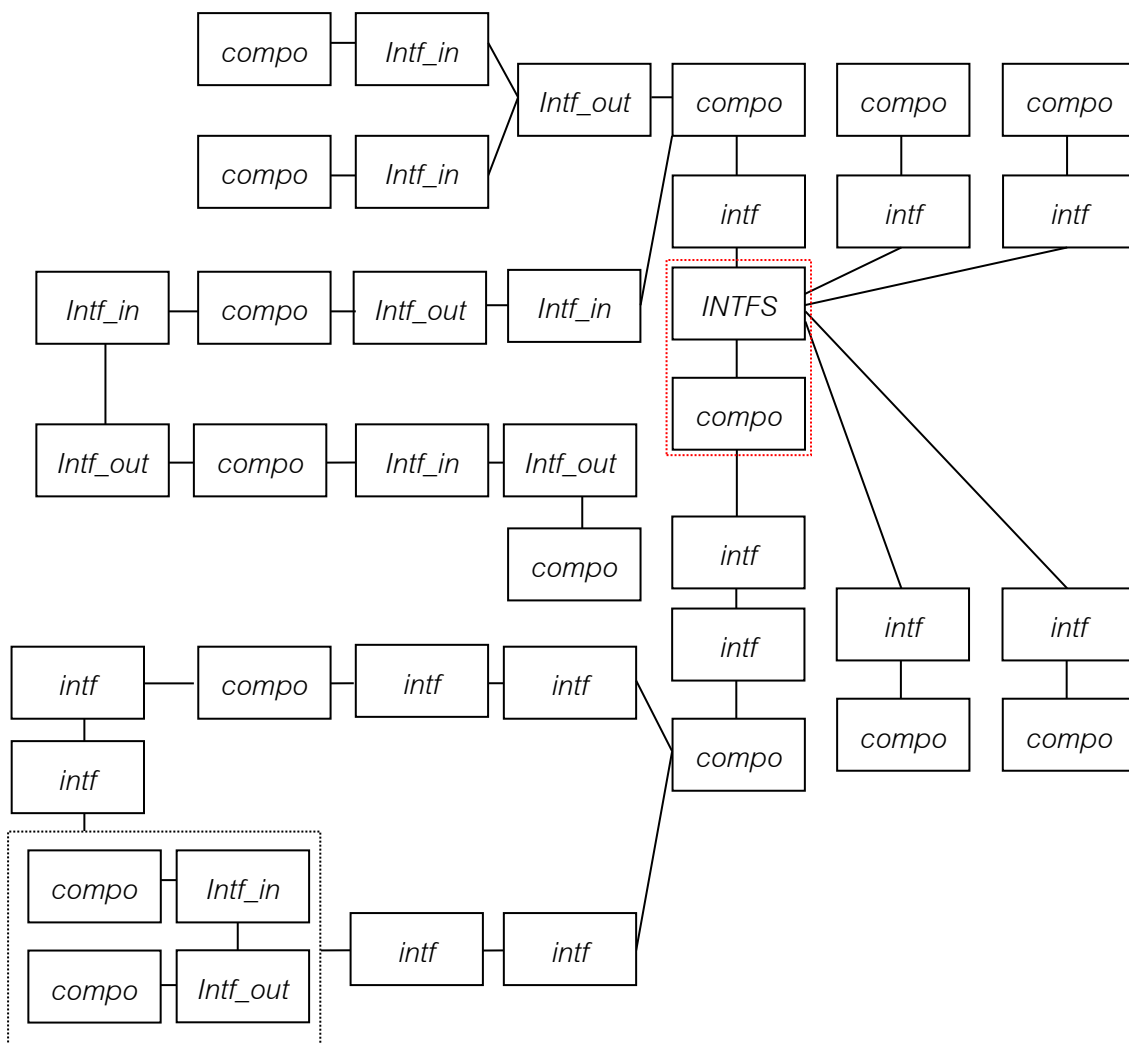 compo Intf_in
Intf_out compo compo compo
compo Intf_in
intf intf intf
Intf_in compo Intf_out Intf_in INTFS
compo
Intf_out compo Intf_in Intf_out
compo intf
intf intf intf
intf compo intf intf
compo compo compo
intf
compo Intf_in
intf intf
compo Intf_out